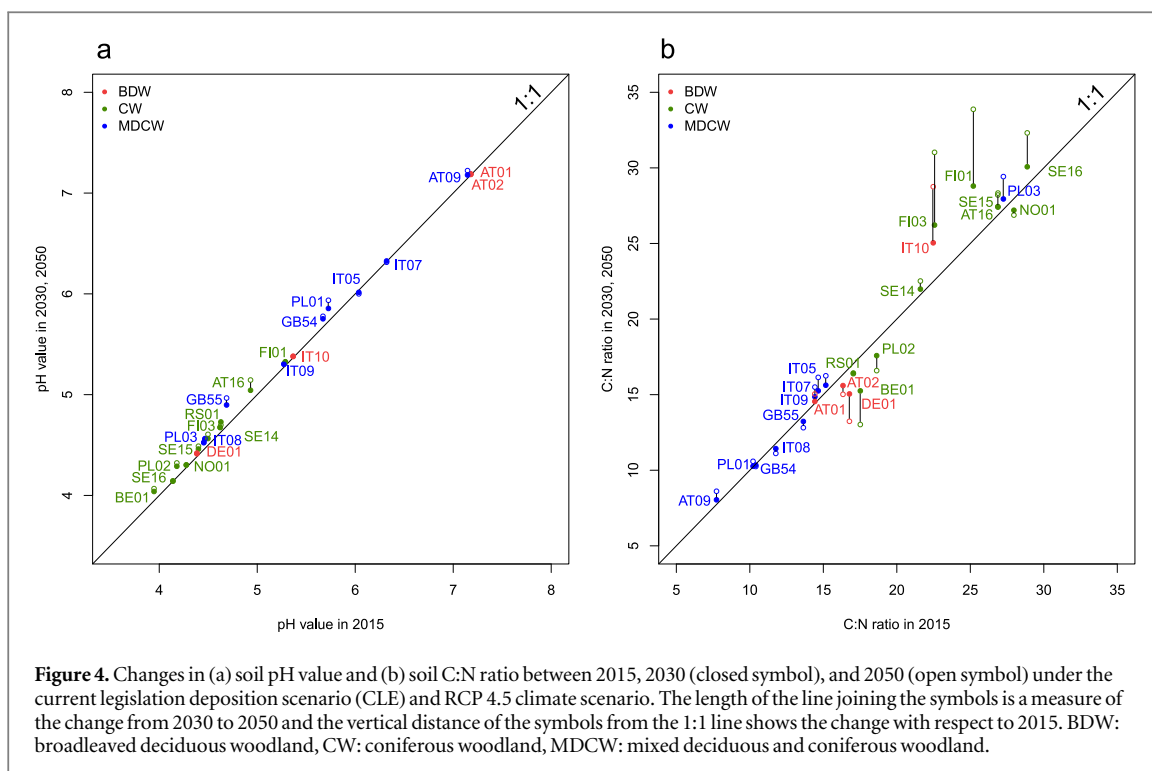 a
BDW
CW
MDCW
1:1
AT09
AT01
AT02
IT07
IT05
PL01
GB54
FI01
IT10
IT09
AT16
GB55
RS01
FI03
PL03
IT08
SE14
SE15
DE01
PL02
NO01
SE16
BE01
8
7
6
5
4
4 5 6 7 8
pH value in 2030, 2050
pH value in 2015
b
BDW
CW
MDCW
1:1
FI01
SE16
PL03
SE15
AT16
NO01
FI03
IT10
SE14
PL02
RS01
IT05
AT02
IT07
BE01
IT09
AT01
DE01
GB55
IT08
PL01
GB54
AT09
35
30
25
20
15
10
5
5 10 15 20 25 30 35
C:N ratio in 2030, 2050
C:N ratio in 2015
Figure 4. Changes in (a) soil pH value and (b) soil C:N ratio between 2015, 2030 (closed symbol), and 2050 (open symbol) under the
current legislation deposition scenario (CLE) and RCP 4.5 climate scenario. The length of the line joining the symbols is a measure of
the change from 2030 to 2050 and the vertical distance of the symbols from the 1:1 line shows the change with respect to 2015. BDW:
broadleaved deciduous woodland, CW: coniferous woodland, MDCW: mixed deciduous and coniferous woodland.